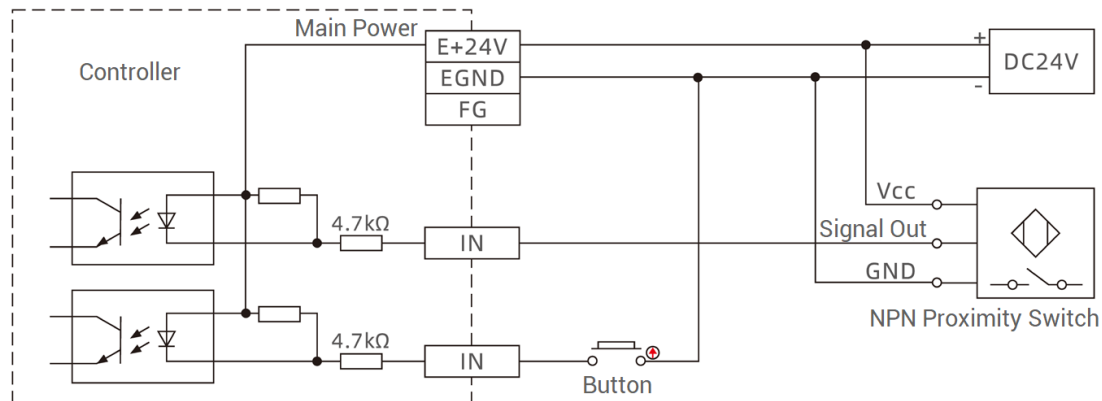 Main Power
E+24V
+
DC24V
-
Controller
EGND
FG
Vcc
4.7kΩ
IN
Signal Out
GND
NPN Proximity Switch
4.7kΩ
IN
Button